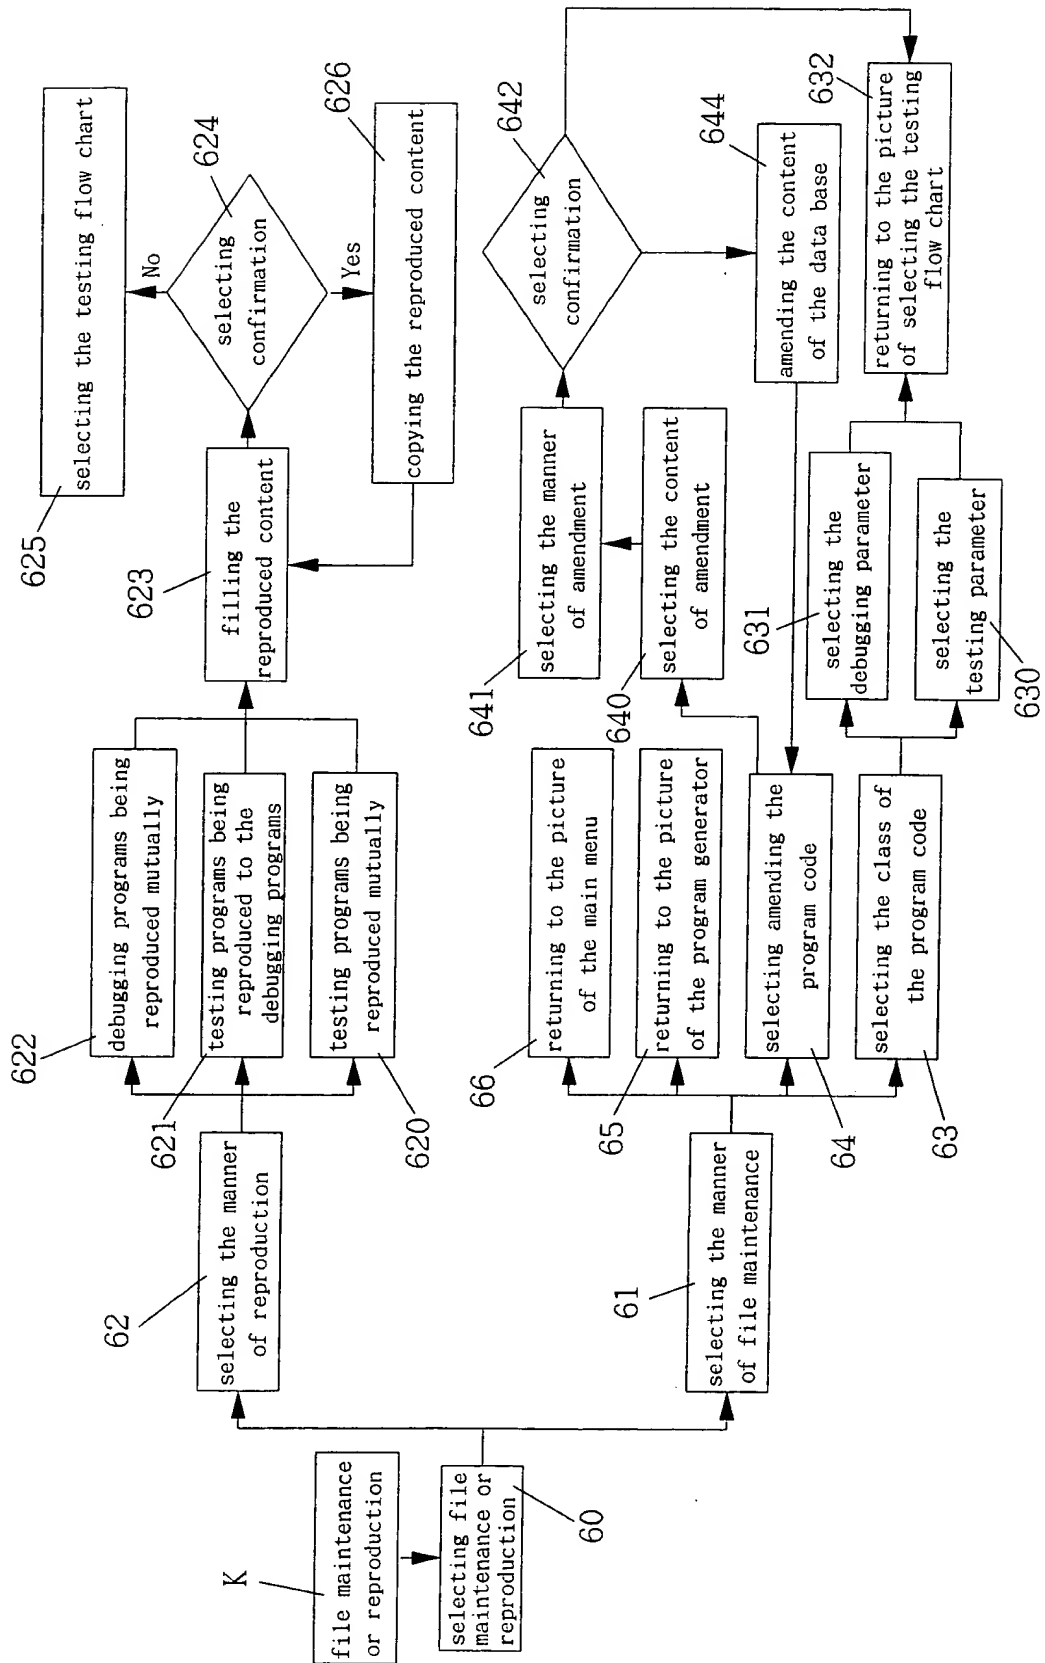 K
file maintenance
or reproduction
selecting file
maintenance or
reproduction
60
62
selecting the manner
of reproduction
622
debugging programs being
reproduced mutually
621
testing programs being
reproduced to the
debugging programs
testing programs being
reproduced mutually
620
623
filling the
reproduced content
selecting
confirmation
624
No
Yes
625
selecting the testing flow chart
626
copying the reproduced content
61
selecting the manner
of file maintenance
66
returning to the picture
of the main menu
65
returning to the picture
of the program generator
selecting amending the
program code
64
selecting the class of
the program code
63
641
selecting the manner
of amendment
640
selecting the content
of amendment
selecting
confirmation
642
644
amending the content
of the data base
631
selecting the
debugging parameter
selecting the
testing parameter
630
632
returning to the picture
of selecting the testing
flow chart